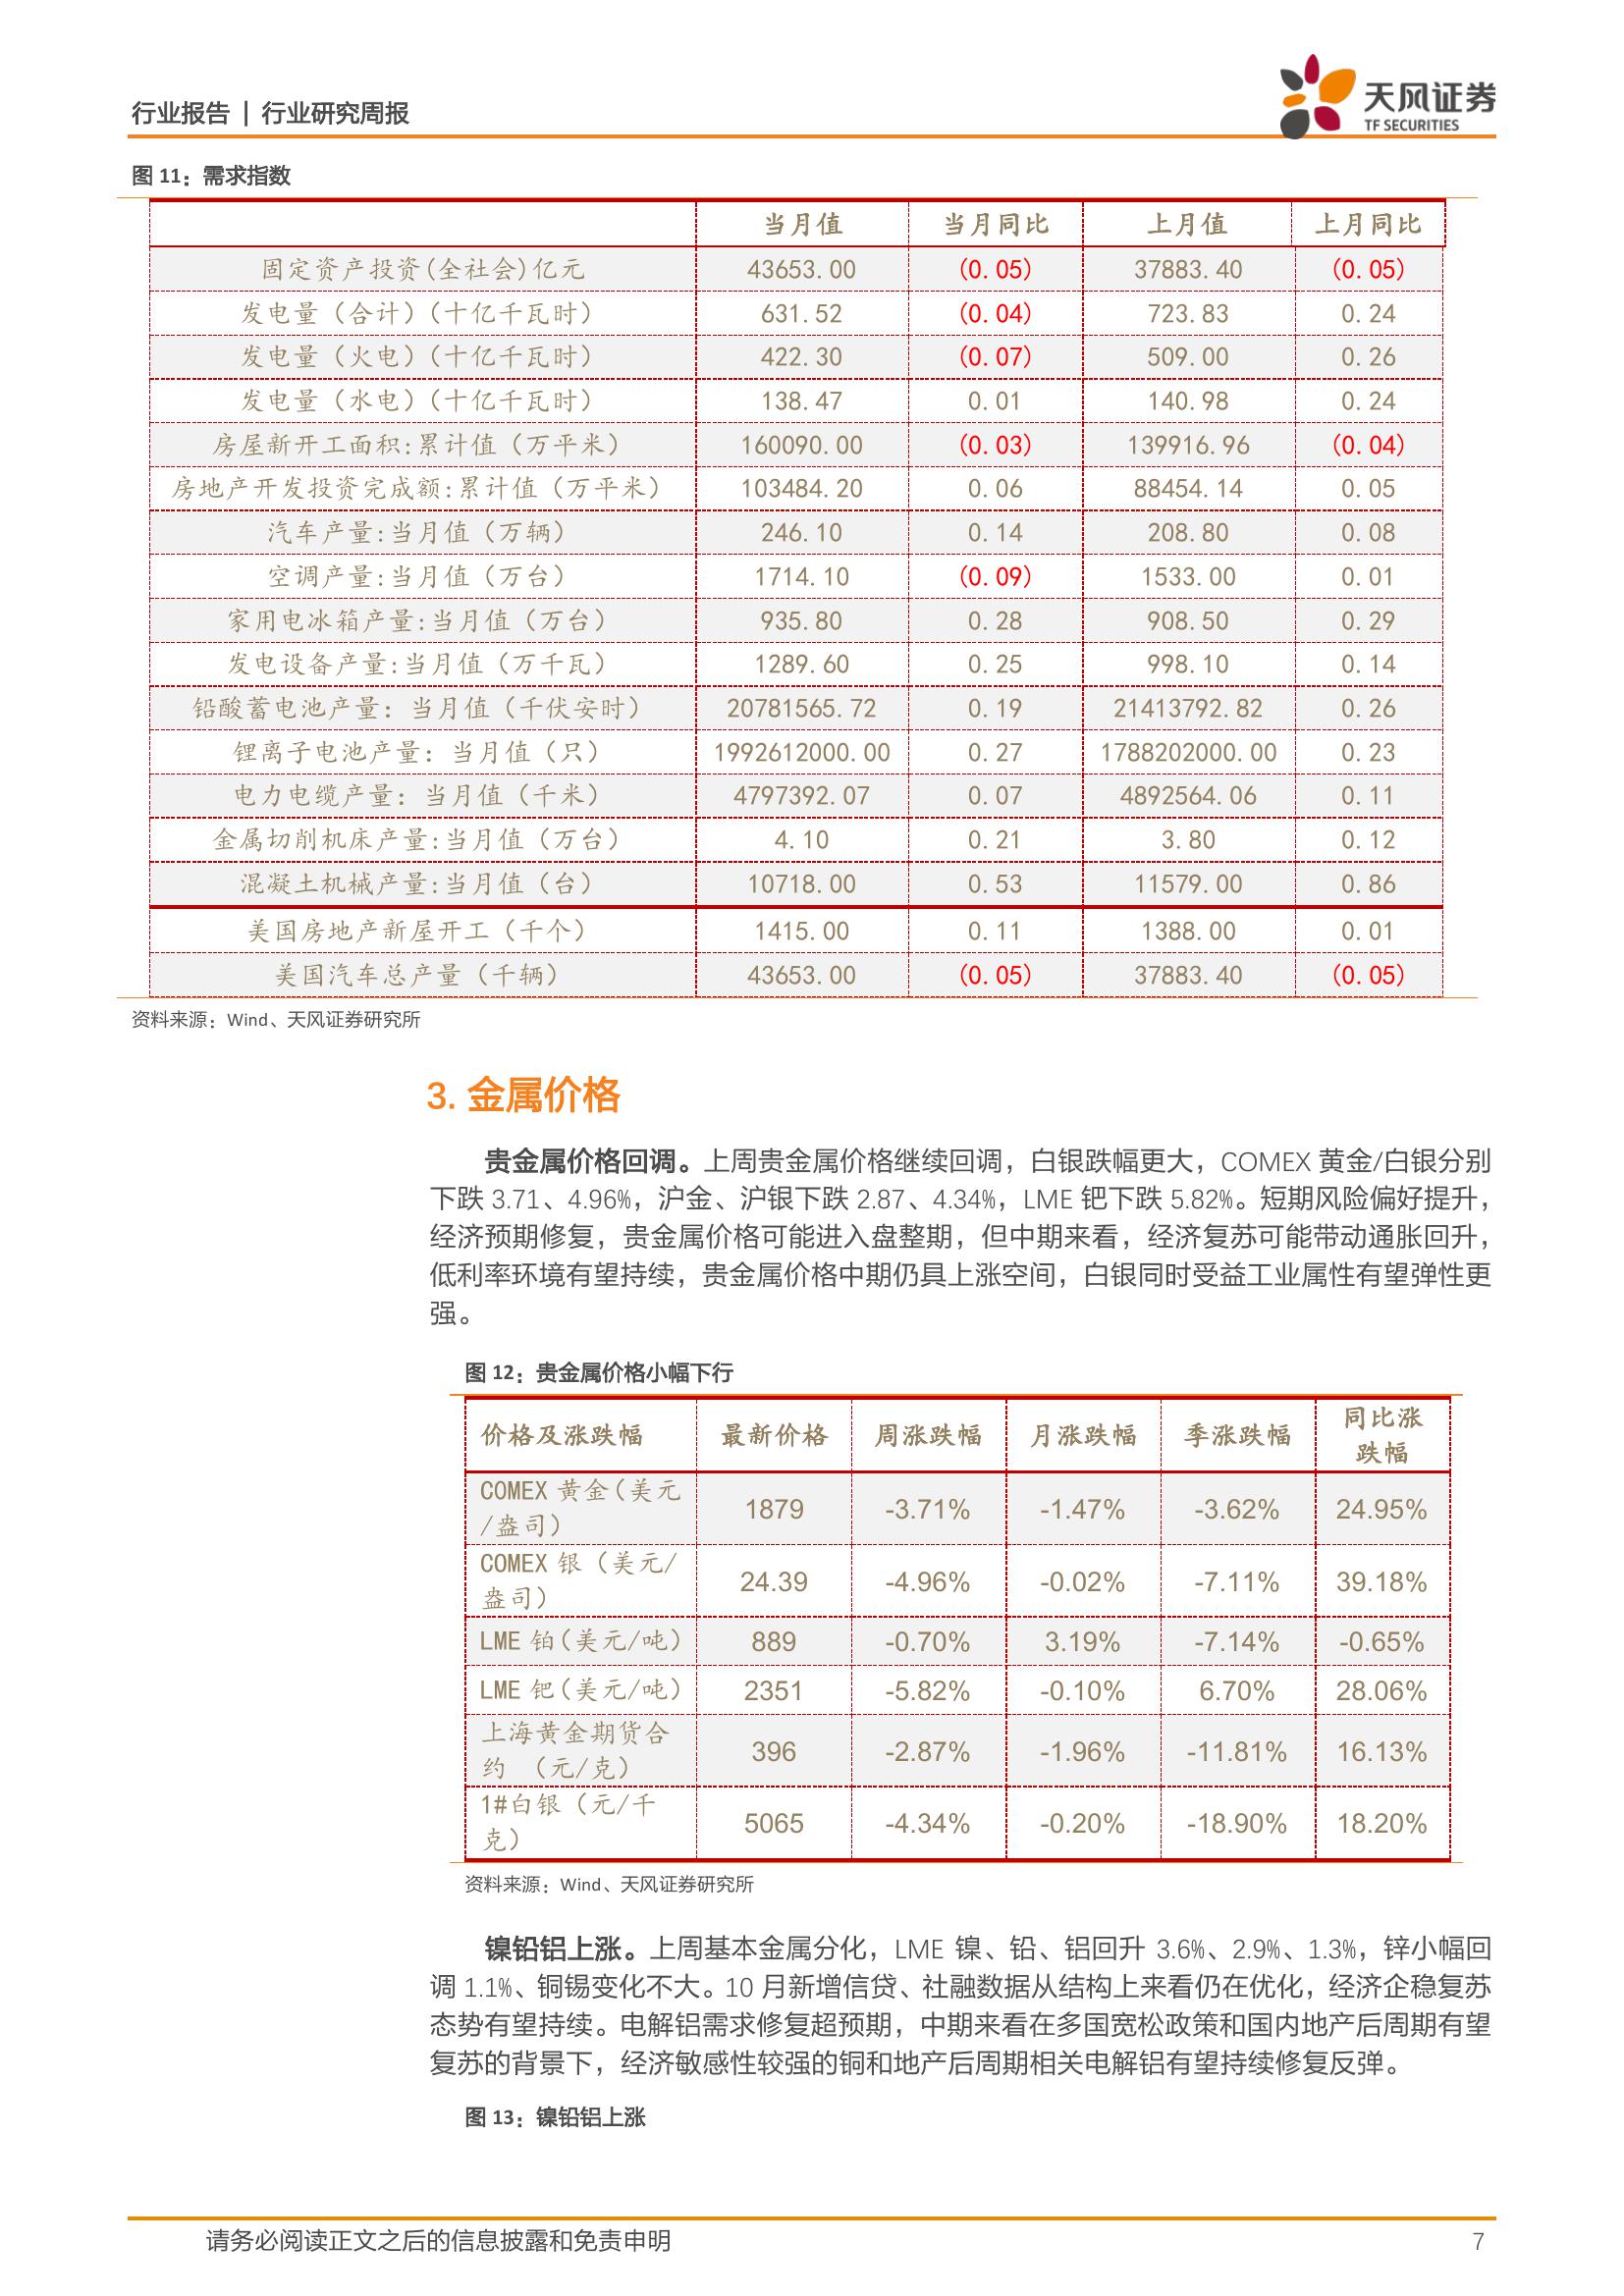 行业报告 | 行业研究周报
天风证券
TF SECURITIES
图 11：需求指数
当月值 当月同比 上月值 上月同比
固定资产投资(全社会)亿元 43653.00 (0.05) 37883.40 (0.05)
发电量（合计）（十亿千瓦时） 631.52 (0.04) 723.83 0.24
发电量（火电）（十亿千瓦时） 422.30 (0.07) 509.00 0.26
发电量（水电）（十亿千瓦时） 138.47 0.01 140.98 0.24
房屋新开工面积:累计值（万平米） 160090.00 (0.03) 139916.96 (0.04)
房地产开发投资完成额:累计值（万平米） 103484.20 0.06 88454.14 0.05
汽车产量:当月值（万辆） 246.10 0.14 208.80 0.08
空调产量:当月值（万台） 1714.10 (0.09) 1533.00 0.01
家用电冰箱产量:当月值（万台） 935.80 0.28 908.50 0.29
发电设备产量:当月值（万千瓦） 1289.60 0.25 998.10 0.14
铅酸蓄电池产量：当月值（千伏安时） 20781565.72 0.19 21413792.82 0.26
锂离子电池产量：当月值（只） 1992612000.00 0.27 1788202000.00 0.23
电力电缆产量：当月值（千米） 4797392.07 0.07 4892564.06 0.11
金属切削机床产量:当月值（万台） 4.10 0.21 3.80 0.12
混凝土机械产量:当月值（台） 10718.00 0.53 11579.00 0.86
美国房地产新屋开工（千个） 1415.00 0.11 1388.00 0.01
美国汽车总产量（千辆） 43653.00 (0.05) 37883.40 (0.05)
资料来源：Wind、天风证券研究所
3. 金属价格
贵金属价格回调。上周贵金属价格继续回调，白银跌幅更大，COMEX 黄金/白银分别
下跌 3.71、4.96%，沪金、沪银下跌 2.87、4.34%，LME 钯下跌 5.82%。短期风险偏好提升，
经济预期修复，贵金属价格可能进入盘整期，但中期来看，经济复苏可能带动通胀回升，
低利率环境有望持续，贵金属价格中期仍具上涨空间，白银同时受益工业属性有望弹性更
强。
图 12：贵金属价格小幅下行
价格及涨跌幅 最新价格 周涨跌幅 月涨跌幅 季涨跌幅 同比涨
跌幅
COMEX 黄金（美元
/盎司） 1879 -3.71% -1.47% -3.62% 24.95%
COMEX 银（美元/
盎司） 24.39 -4.96% -0.02% -7.11% 39.18%
LME 铂（美元/吨） 889 -0.70% 3.19% -7.14% -0.65%
LME 钯（美元/吨） 2351 -5.82% -0.10% 6.70% 28.06%
上海黄金期货合
约 （元/克） 396 -2.87% -1.96% -11.81% 16.13%
1#白银（元/千
克） 5065 -4.34% -0.20% -18.90% 18.20%
资料来源：Wind、天风证券研究所
镍铅铝上涨。上周基本金属分化，LME 镍、铅、铝回升 3.6%、2.9%、1.3%，锌小幅回
调 1.1%、铜锡变化不大。10 月新增信贷、社融数据从结构上来看仍在优化，经济企稳复苏
态势有望持续。电解铝需求修复超预期，中期来看在多国宽松政策和国内地产后周期有望
复苏的背景下，经济敏感性较强的铜和地产后周期相关电解铝有望持续修复反弹。
图 13：镍铅铝上涨
请务必阅读正文之后的信息披露和免责申明
7